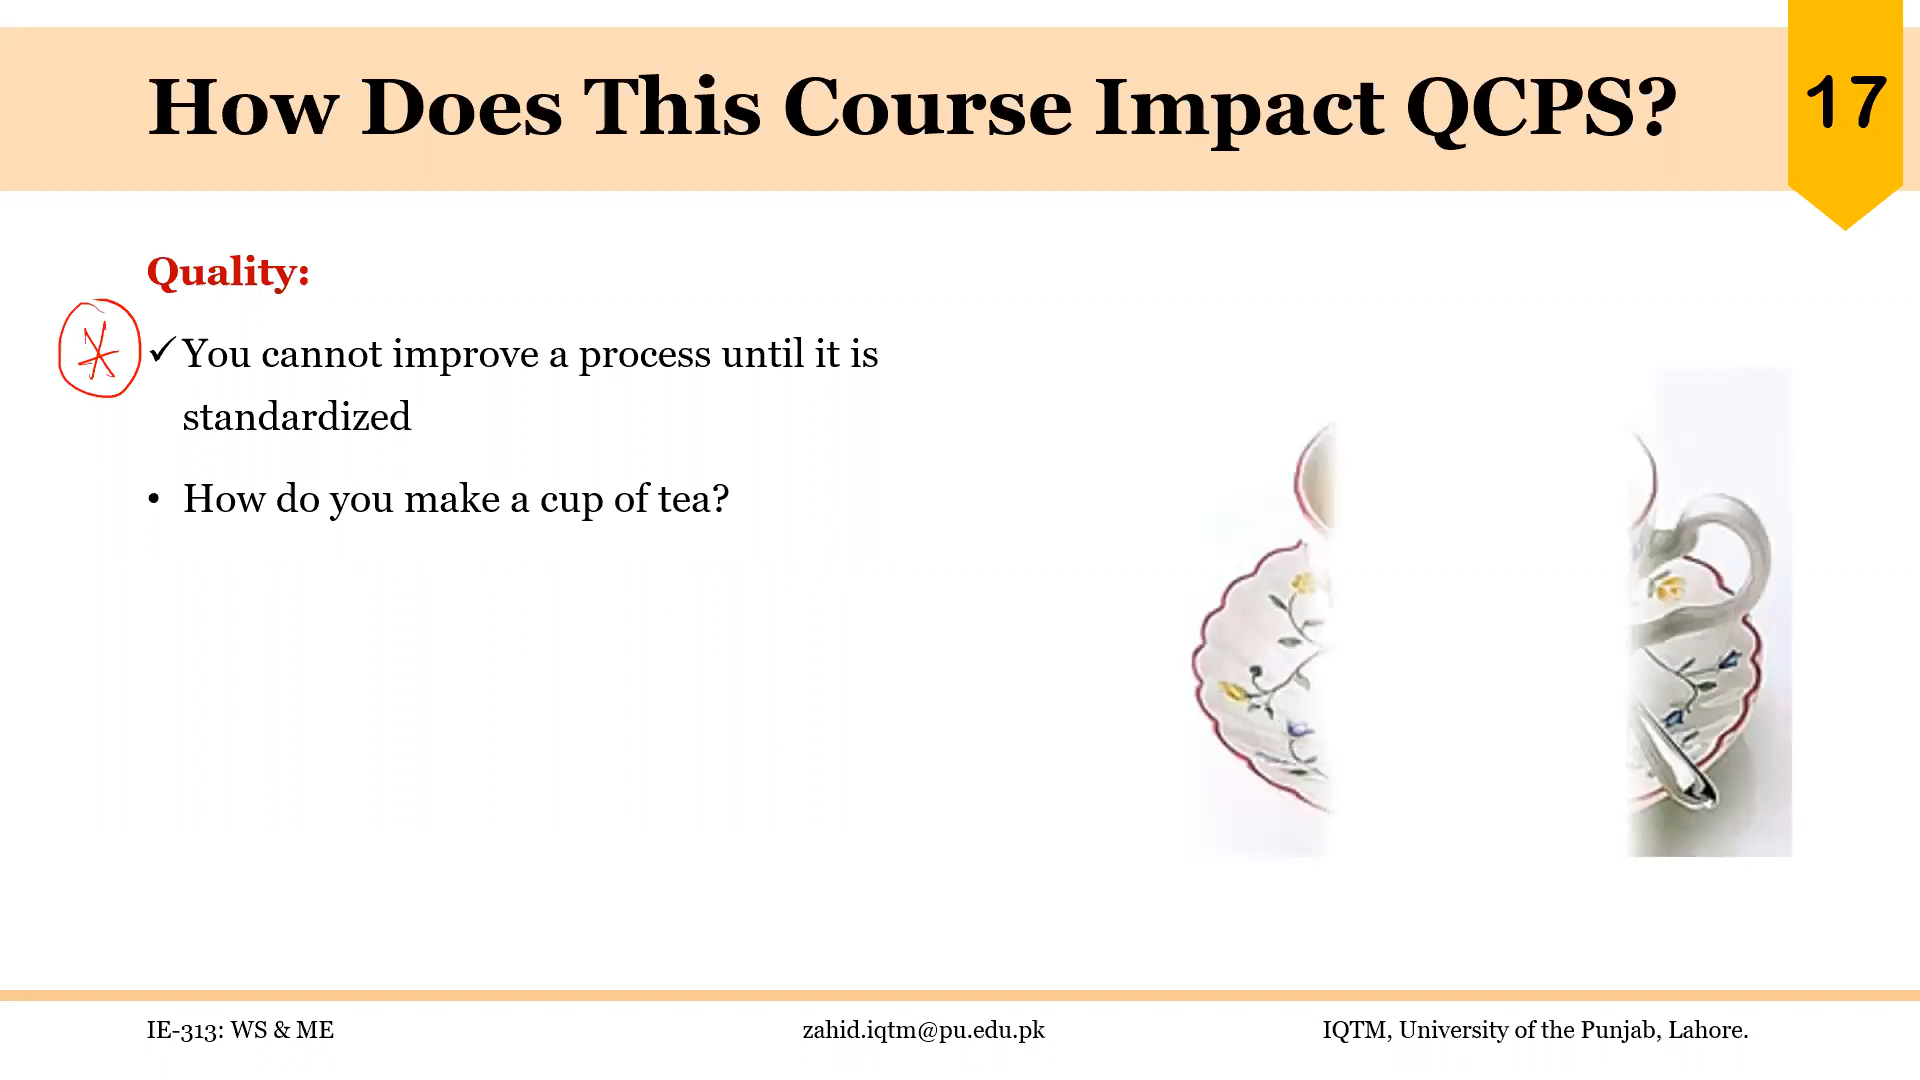 How Does This Course Impact QCPS?
17
Quality:
✓ You cannot improve a process until it is
standardized
• How do you make a cup of tea?
IE-313: WS & ME
zahid.iqtm@pu.edu.pk
IQTM, University of the Punjab, Lahore.